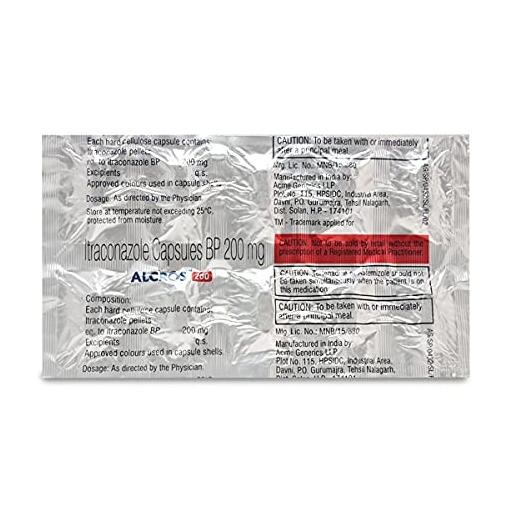 Each hard cellulose capsule contains
Itraconazole pellets
eq. to Itraconazole BP 200 mg
Excipients q.s.
Approved colours used in capsule shells.
Dosage: As directed by the Physician.
Store at temperature not exceeding 25°C,
protected from moisture.
Itraconazole Capsules BP 200 mg
ALCROS 200
Composition:
Each hard cellulose capsule contains
Itraconazole pellets
eq. to Itraconazole BP 200 mg
Excipients q.s.
Approved colours used in capsule shells.
Dosage: As directed by the Physician.
CAUTION: To be taken with or immediately
after a principal meal.
Mfg. Lic. No.: MNB/15/880
Manufactured in India by
Acme Generics LLP
Plot No. 115, HPSIDC, Industrial Area,
Davni, P.O. Gurumajra, Tehsil Nalagarh,
Dist. Solan, H.P. - 174101
TM - Trademark applied for
CAUTION: Not to be sold by retail without the
prescription of a Registered Medical Practitioner.
CAUTION: should not
be taken simultaneously when the patient is on
this medication
CAUTION: To be taken with or immediately
after a principal meal.
Mfg. Lic. No.: MNB/15/880
Manufactured in India by
Acme Generics LLP
Plot No. 115, HPSIDC, Industrial Area,
Davni, P.O. Gurumajra, Tehsil Nalagarh,
Dist. Solan, H.P. - 174101